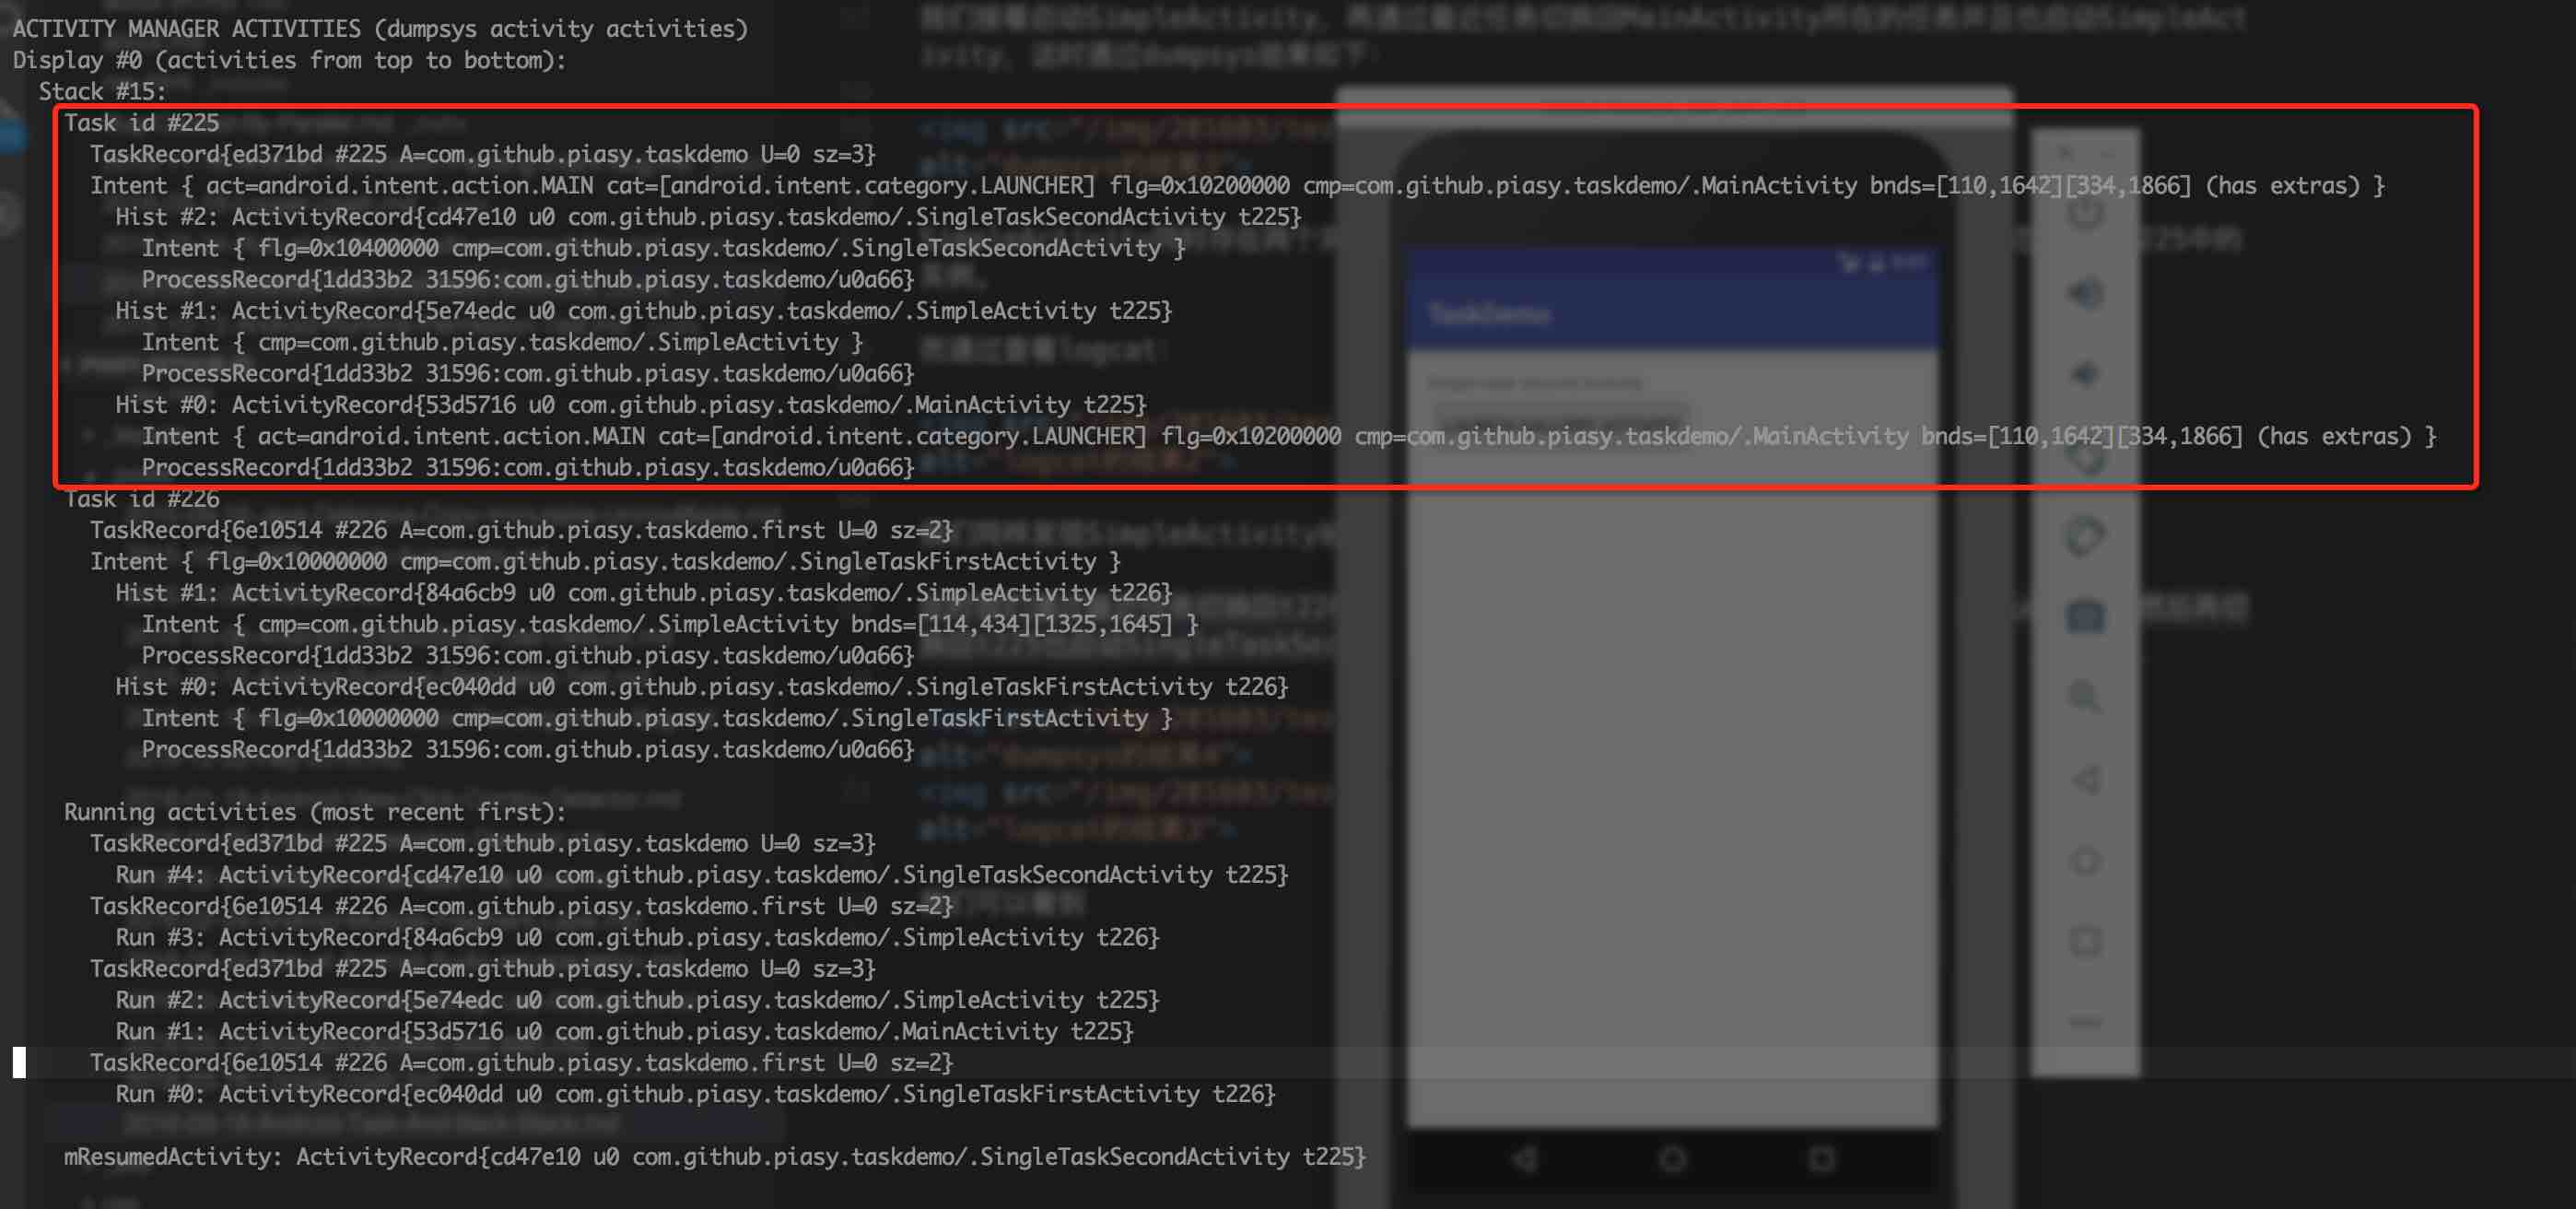 ACTIVITY MANAGER ACTIVITIES (dumpsys activity activities)
Display #0 (activities from top to bottom):
Stack #15:
Task id #225
TaskRecord{ed371bd #225 A=com.github.piasy.taskdemo U=0 sz=3}
Intent { act=android.intent.action.MAIN cat=[android.intent.category.LAUNCHER] flg=0x10200000 cmp=com.github.piasy.taskdemo/.MainActivity bnds=[110,1642][334,1866] (has extras) }
Hist #2: ActivityRecord{cd47e10 u0 com.github.piasy.taskdemo/.SingleTaskSecondActivity t225}
Intent { flg=0x10400000 cmp=com.github.piasy.taskdemo/.SingleTaskSecondActivity }
ProcessRecord{1dd33b2 31596:com.github.piasy.taskdemo/u0a66}
Hist #1: ActivityRecord{5e74edc u0 com.github.piasy.taskdemo/.SimpleActivity t225}
Intent { cmp=com.github.piasy.taskdemo/.SimpleActivity }
ProcessRecord{1dd33b2 31596:com.github.piasy.taskdemo/u0a66}
Hist #0: ActivityRecord{53d5716 u0 com.github.piasy.taskdemo/.MainActivity t225}
Intent { act=android.intent.action.MAIN cat=[android.intent.category.LAUNCHER] flg=0x10200000 cmp=com.github.piasy.taskdemo/.MainActivity bnds=[110,1642][334,1866] (has extras) }
ProcessRecord{1dd33b2 31596:com.github.piasy.taskdemo/u0a66}
Task id #226
TaskRecord{6e10514 #226 A=com.github.piasy.taskdemo.first U=0 sz=2}
Intent { flg=0x10000000 cmp=com.github.piasy.taskdemo/.SingleTaskFirstActivity }
Hist #1: ActivityRecord{84a6cb9 u0 com.github.piasy.taskdemo/.SimpleActivity t226}
Intent { cmp=com.github.piasy.taskdemo/.SimpleActivity bnds=[114,434][1325,1645] }
ProcessRecord{1dd33b2 31596:com.github.piasy.taskdemo/u0a66}
Hist #0: ActivityRecord{ec040dd u0 com.github.piasy.taskdemo/.SingleTaskFirstActivity t226}
Intent { flg=0x10000000 cmp=com.github.piasy.taskdemo/.SingleTaskFirstActivity }
ProcessRecord{1dd33b2 31596:com.github.piasy.taskdemo/u0a66}
Running activities (most recent first):
TaskRecord{ed371bd #225 A=com.github.piasy.taskdemo U=0 sz=3}
Run #4: ActivityRecord{cd47e10 u0 com.github.piasy.taskdemo/.SingleTaskSecondActivity t225}
TaskRecord{6e10514 #226 A=com.github.piasy.taskdemo.first U=0 sz=2}
Run #3: ActivityRecord{84a6cb9 u0 com.github.piasy.taskdemo/.SimpleActivity t226}
TaskRecord{ed371bd #225 A=com.github.piasy.taskdemo U=0 sz=3}
Run #2: ActivityRecord{5e74edc u0 com.github.piasy.taskdemo/.SimpleActivity t225}
Run #1: ActivityRecord{53d5716 u0 com.github.piasy.taskdemo/.MainActivity t225}
TaskRecord{6e10514 #226 A=com.github.piasy.taskdemo.first U=0 sz=2}
Run #0: ActivityRecord{ec040dd u0 com.github.piasy.taskdemo/.SingleTaskFirstActivity t226}
mResumedActivity: ActivityRecord{cd47e10 u0 com.github.piasy.taskdemo/.SingleTaskSecondActivity t225}
TaskDemo